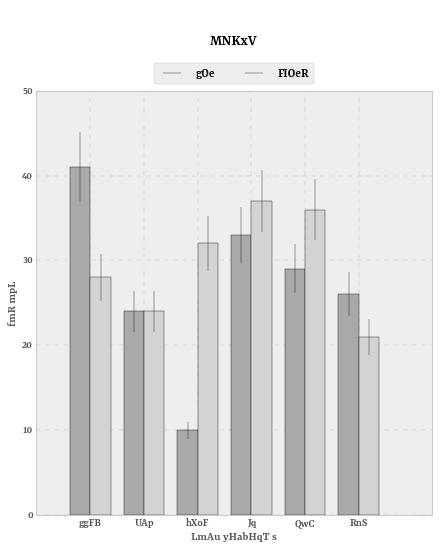 MNKxV
gOe FIOeR
50
40
30
20
10
0
fmR mpL
ggFB UAp hXoF Jq QwC RnS
LmAu yHabHqT s